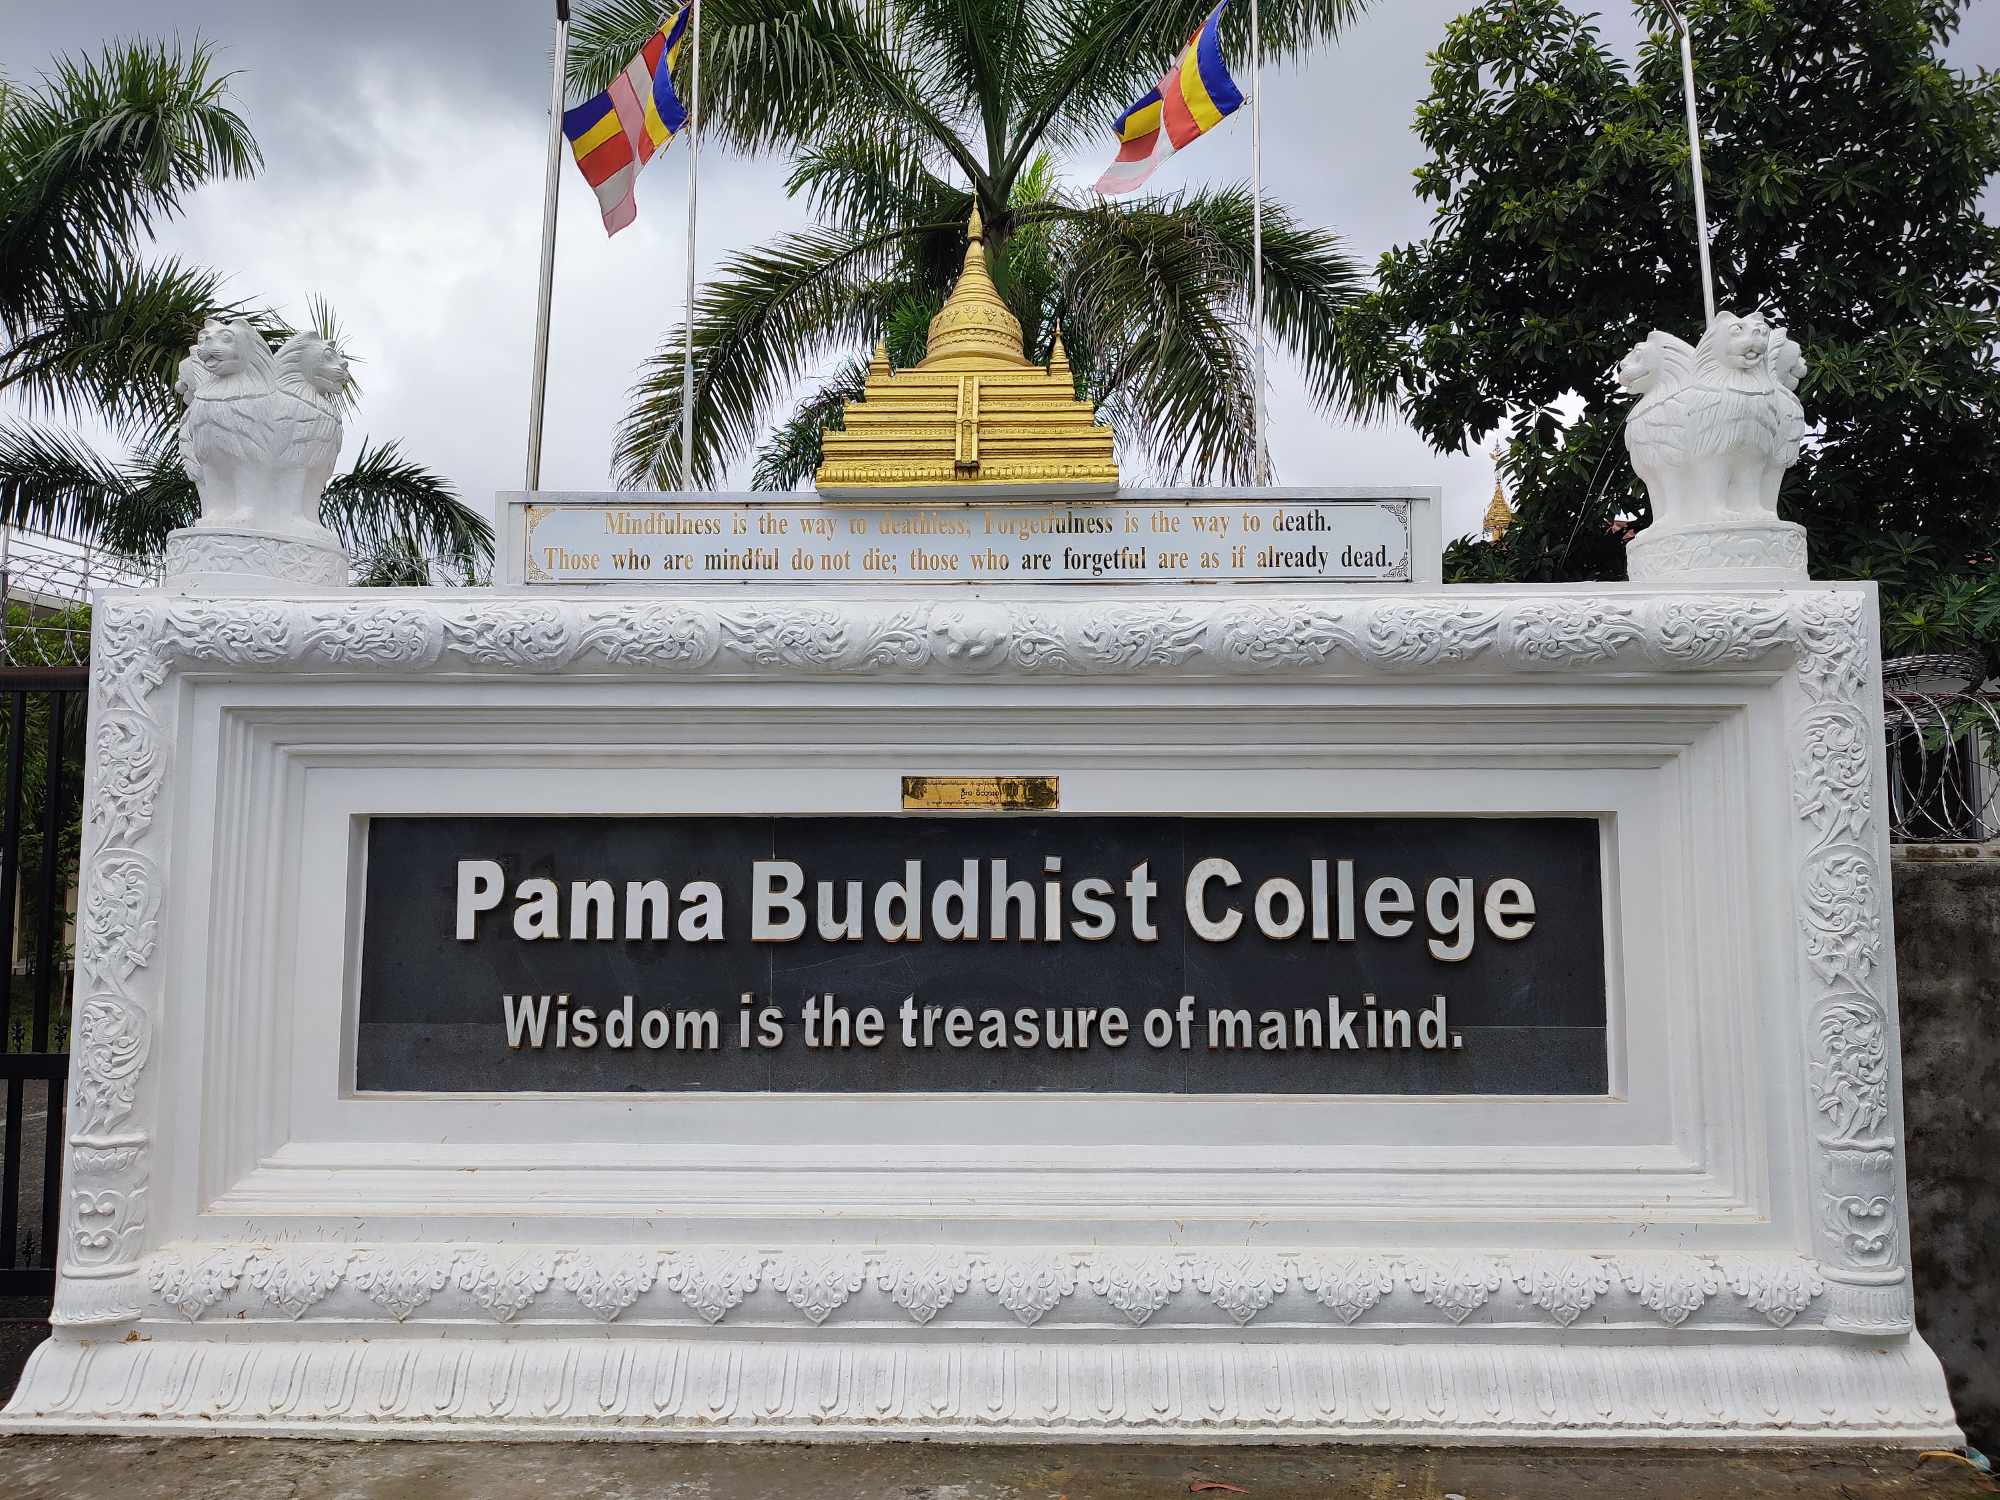 Mindfulness is the way to deathless; Forgetfulness is the way to death.
Those who are mindful do not die; those who are forgetful are as if already dead.
Panna Buddhist College
Wisdom is the treasure of mankind.